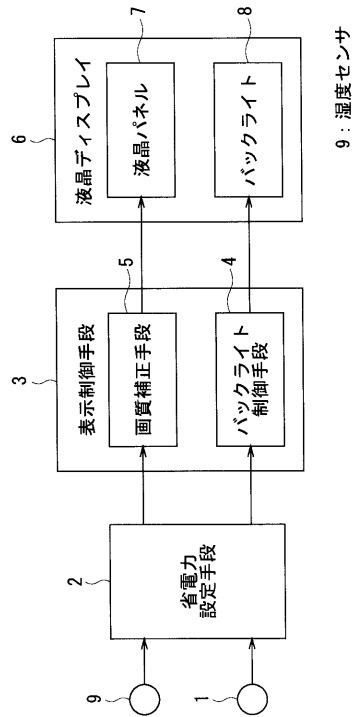 6
液晶ディスプレイ
7
液晶パネル
8
バックライト
3
表示制御手段
5
画質補正手段
4
バックライト
制御手段
2
省電力
設定手段
9
1
9：湿度センサ